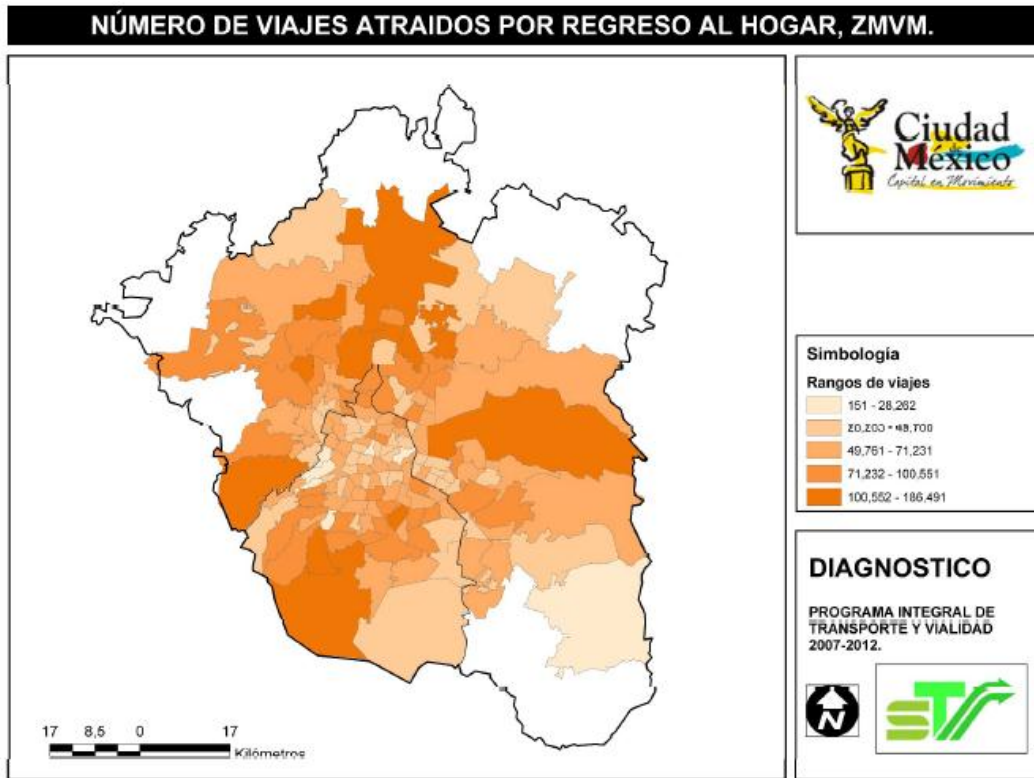 NÚMERO DE VIAJES ATRAIDOS POR REGRESO AL HOGAR, ZMVM.
Ciudad
de
México
Capital en Movimiento
Simbología
Rangos de viajes
151 - 28,262
49,761 - 71,231
71,232 - 100,551
100,552 - 186,491
DIAGNOSTICO
PROGRAMA INTEGRAL DE
TRANSPORTE Y VIALIDAD
2007-2012.
N
STV
17 8,5 0 17
Kilómetros